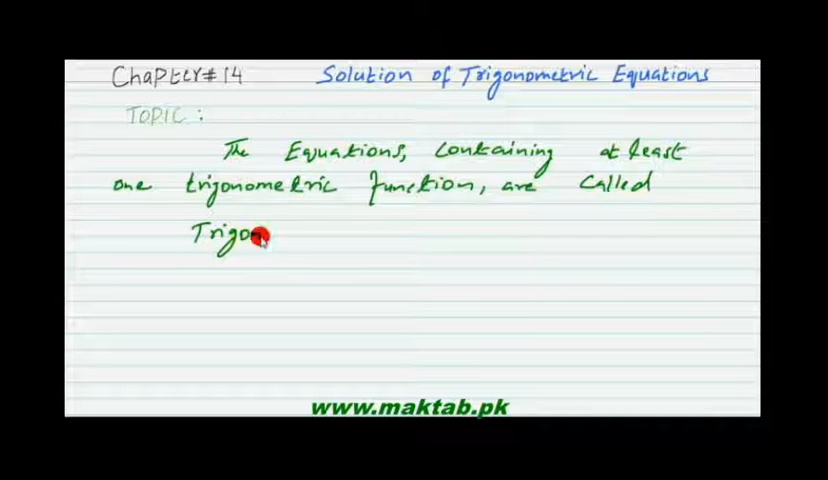 Chapter#14 Solution of Trigonometric Equations
TOPIC:
The Equations, containing at least
one trigonometric function, are called
Trigon
www.maktab.pk